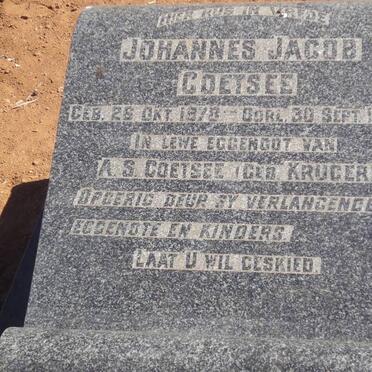 HIER RUS IN VREDE
JOHANNES JACOB
COETSEE
GEB. 25 OKT. 1878 - OORL. 30 SEPT.
IN LEWE EGGENOOT VAN
A. S. COETSEE (GEB. KRUGER
OPGERIG DEUR SY VERLANGENDE
EGGENOTE EN KINDERS.
LAAT U WIL GESKIED.